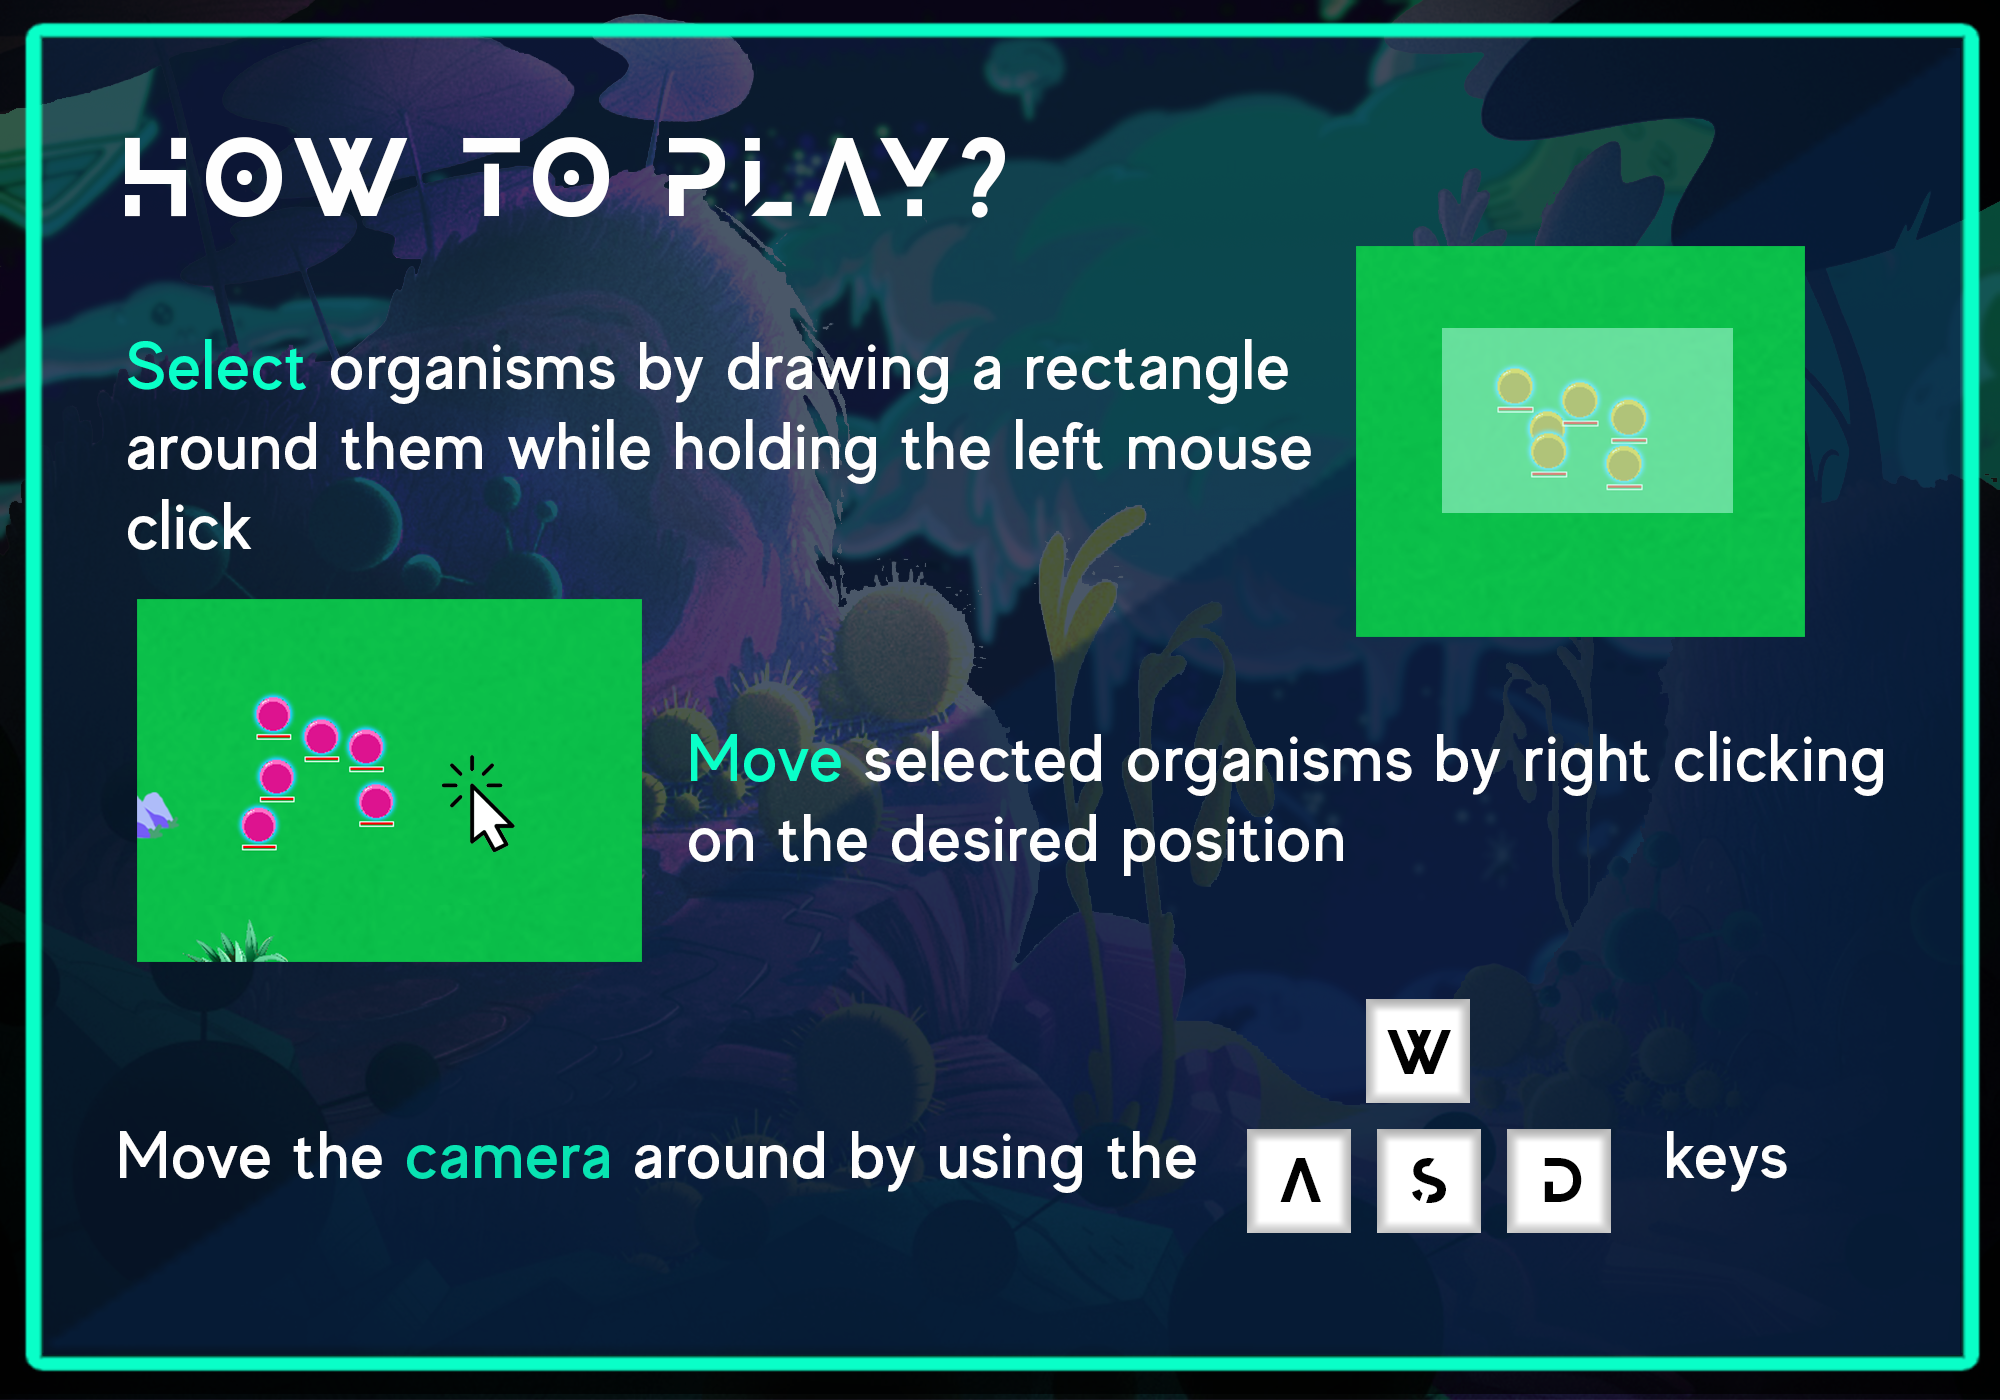 HOW TO PLAY?
Select organisms by drawing a rectangle
around them while holding the left mouse
click
Move selected organisms by right clicking
on the desired position
W
Move the camera around by using the A S D keys